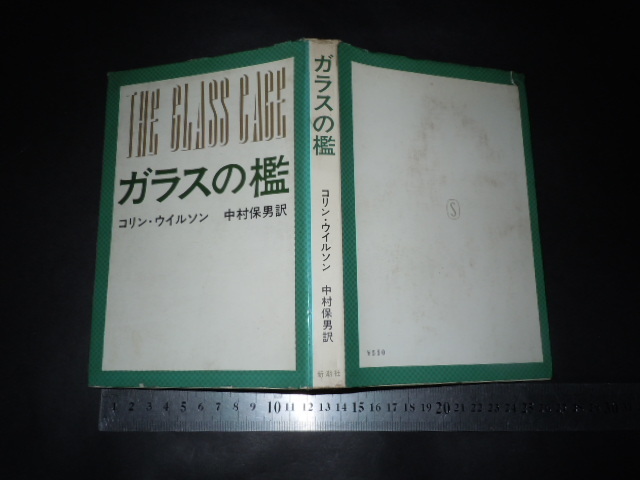 THE GLASS CAGE
ガラスの檻
コリン・ウイルソン 中村保男訳
ガラスの檻
コリン・ウイルソン
中村保男訳
新潮社
S
1 2 3 4 5 6 7 8 9 10 11 12 13 14 15 16 17 18 19 20 21 22